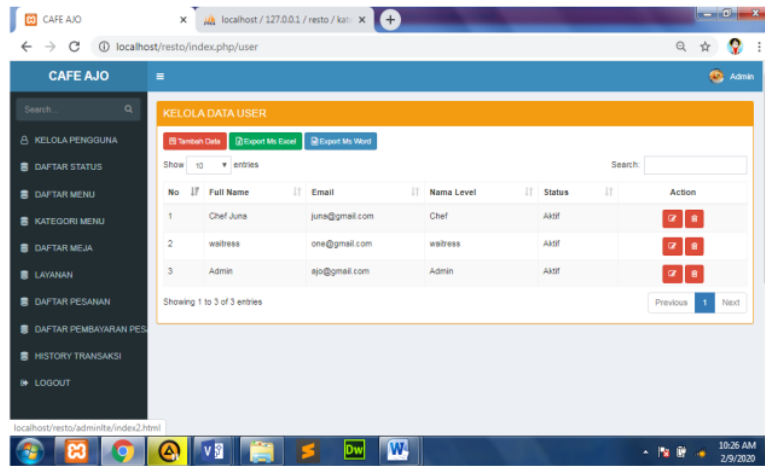 CAFE AJO
localhost / 127.0.0.1 / resto / kat
localhost/resto/index.php/user
CAFE AJO
Admin
Search...
KELOLA PENGGUNA
DAFTAR STATUS
DAFTAR MENU
KATEGORI MENU
DAFTAR MEJA
LAYANAN
DAFTAR PESANAN
DAFTAR PEMBAYARAN PES
HISTORY TRANSAKSI
LOGOUT
KELOLA DATA USER
Tambah Data Export Ms Excel Export Ms Word
Show 10 entries Search:
No Full Name Email Nama Level Status Action
1 Chef Juna juna@gmail.com Chef Aktif
2 waitress one@gmail.com waitress Aktif
3 Admin ajo@gmail.com Admin Aktif
Showing 1 to 3 of 3 entries Previous 1 Next
localhost/resto/adminlte/index2.html
Dw W
10:26 AM
2/9/2020